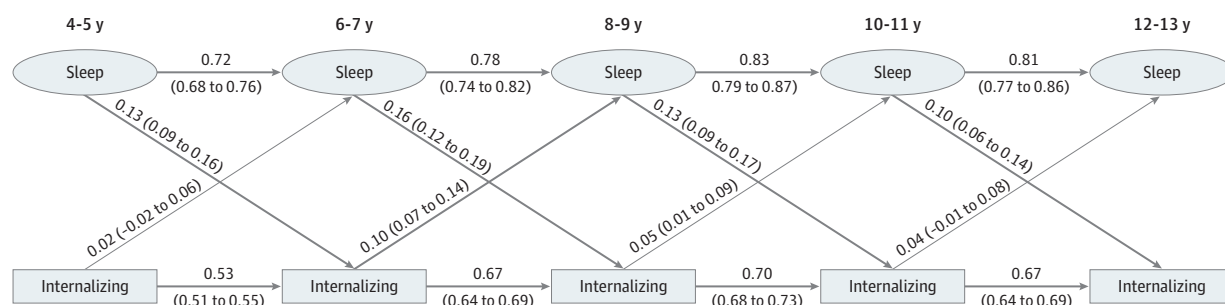 4-5 y 6-7 y 8-9 y 10-11 y 12-13 y
Sleep 0.72 Sleep 0.78 Sleep 0.83 Sleep 0.81 Sleep
(0.68 to 0.76) (0.74 to 0.82) 0.79 to 0.87) (0.77 to 0.86)
0.13 (0.09 to 0.16) 0.16 (0.12 to 0.19) 0.13 (0.09 to 0.17) 0.10 (0.06 to 0.14)
0.02 (–0.02 to 0.06) 0.10 (0.07 to 0.14) 0.05 (0.01 to 0.09) 0.04 (–0.01 to 0.08)
Internalizing 0.53 Internalizing 0.67 Internalizing 0.70 Internalizing 0.67 Internalizing
(0.51 to 0.55) (0.64 to 0.69) (0.68 to 0.73) (0.64 to 0.69)